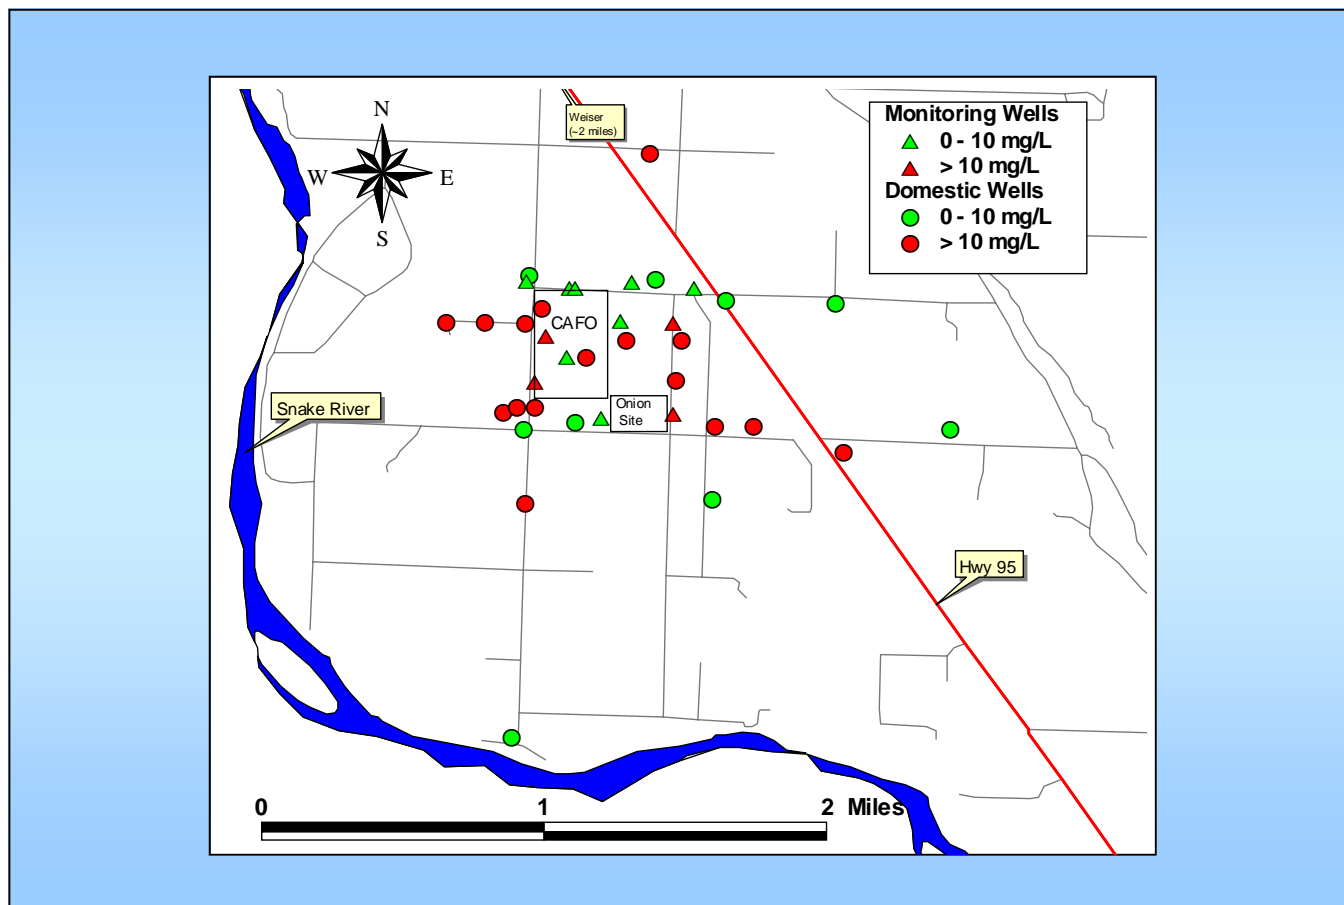 N
W
E
S
Weiser
(~2 miles)
Monitoring Wells
0 - 10 mg/L
> 10 mg/L
Domestic Wells
0 - 10 mg/L
> 10 mg/L
CAFO
Onion
Site
Snake River
Hwy 95
0 1 2 Miles